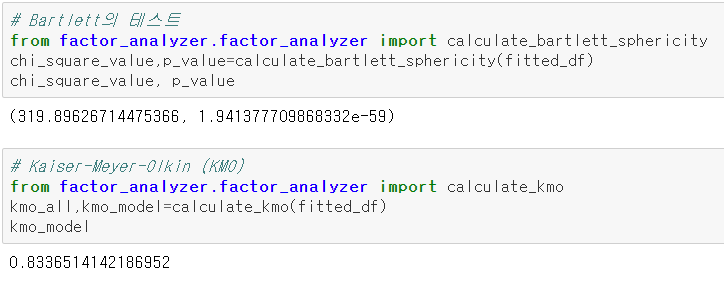 # Bartlett의 테스트
from factor_analyzer.factor_analyzer import calculate_bartlett_sphericity
chi_square_value,p_value=calculate_bartlett_sphericity(fitted_df)
chi_square_value, p_value
(319.89626714475366, 1.941377709868332e-59)
# Kaiser-Meyer-Olkin (KMO)
from factor_analyzer.factor_analyzer import calculate_kmo
kmo_all,kmo_model=calculate_kmo(fitted_df)
kmo_model
0.8336514142186952